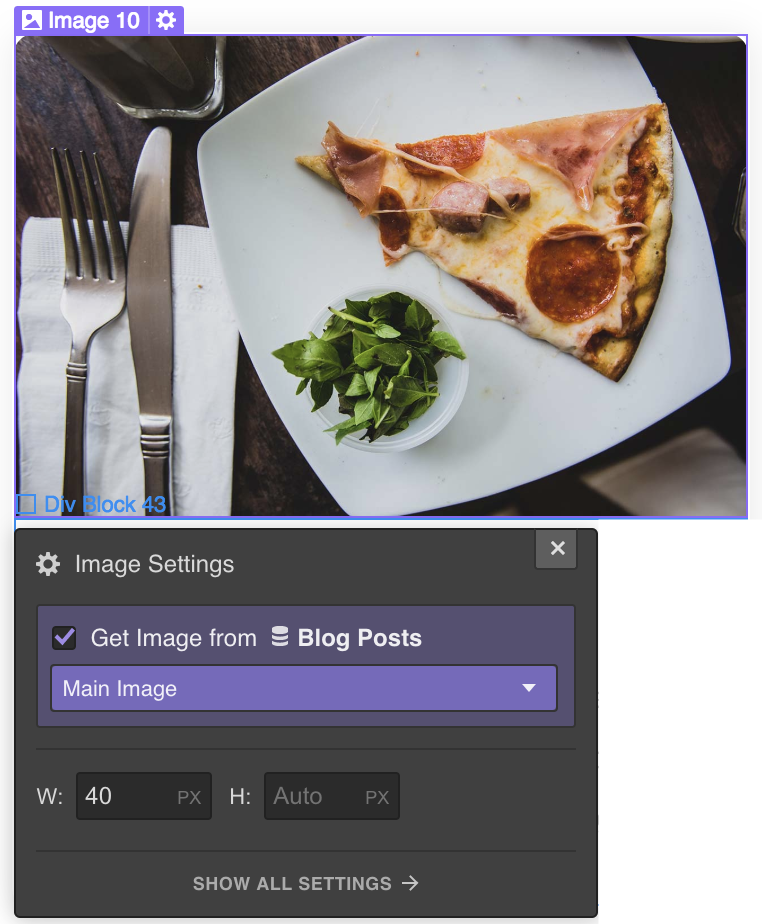 Image 10
Div Block 43
Image Settings
Get Image from Blog Posts
Main Image
W: 40 PX H: Auto PX
SHOW ALL SETTINGS →